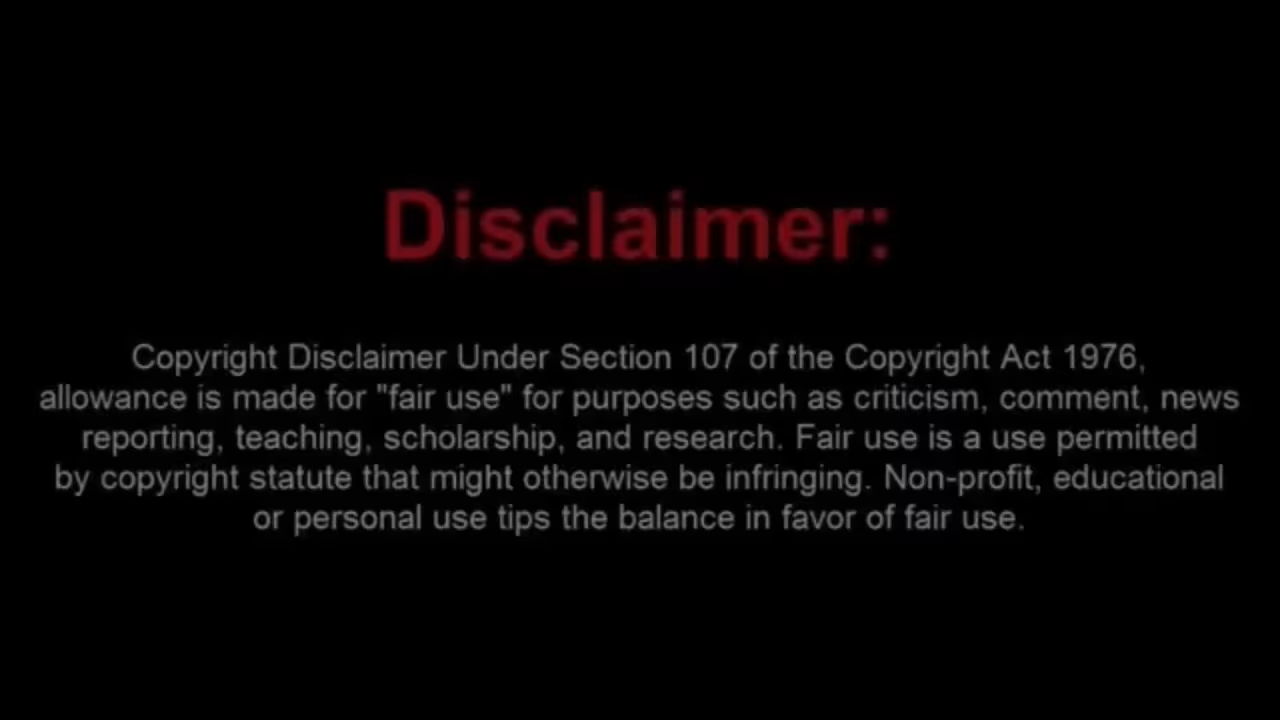 Disclaimer:
Copyright Disclaimer Under Section 107 of the Copyright Act 1976,
allowance is made for "fair use" for purposes such as criticism, comment, news
reporting, teaching, scholarship, and research. Fair use is a use permitted
by copyright statute that might otherwise be infringing. Non-profit, educational
or personal use tips the balance in favor of fair use.